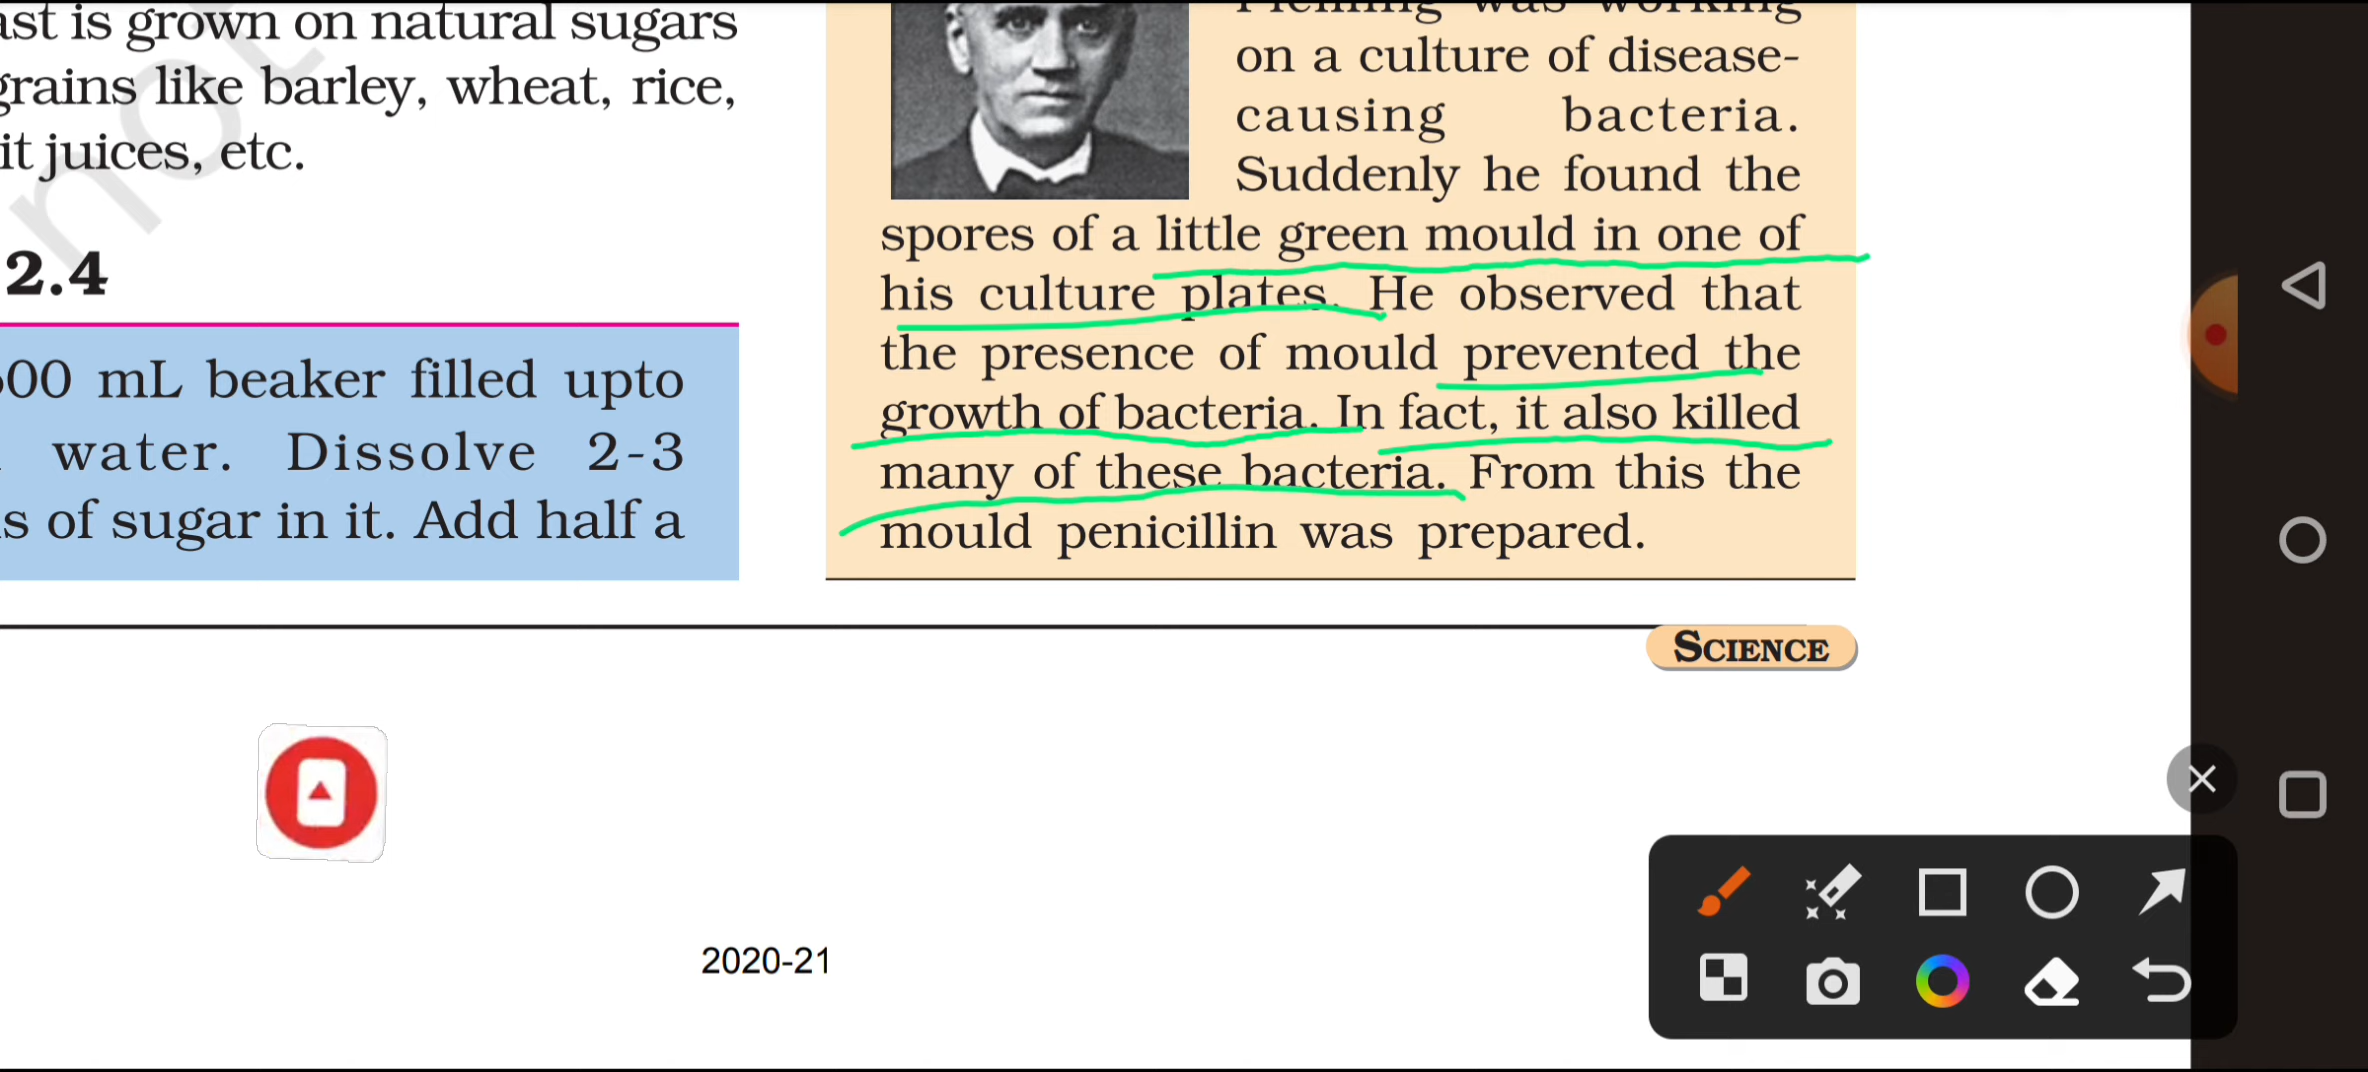 ast is grown on natural sugars
grains like barley, wheat, rice,
it juices, etc.
not
2.4
00 mL beaker filled upto
water. Dissolve 2-3
s of sugar in it. Add half a
Fleming was working
on a culture of disease-
causing bacteria.
Suddenly he found the
spores of a little green mould in one of
his culture plates. He observed that
the presence of mould prevented the
growth of bacteria. In fact, it also killed
many of these bacteria. From this the
mould penicillin was prepared.
SCIENCE
2020-21